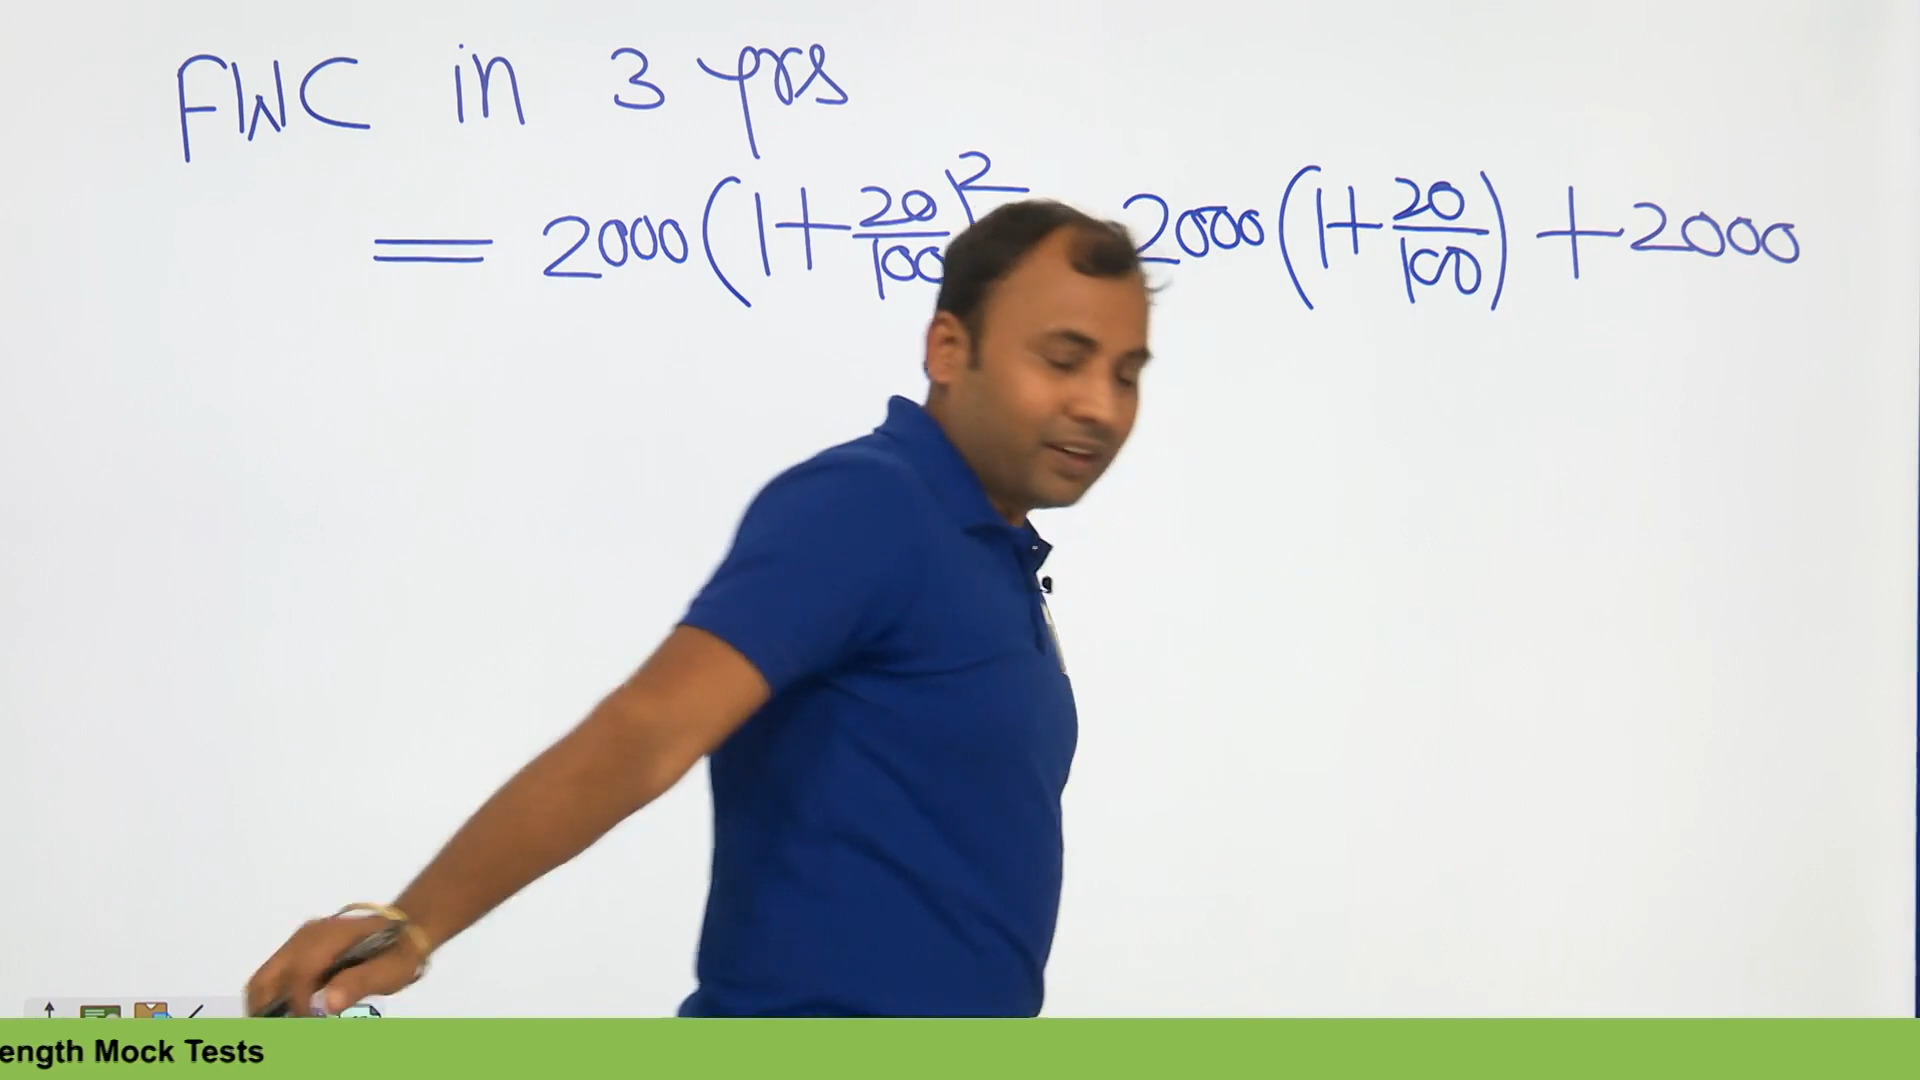 FWC in 3 yrs
= 2000 (1+20/100)² 2000 (1+20/100) + 2000
ength Mock Tests